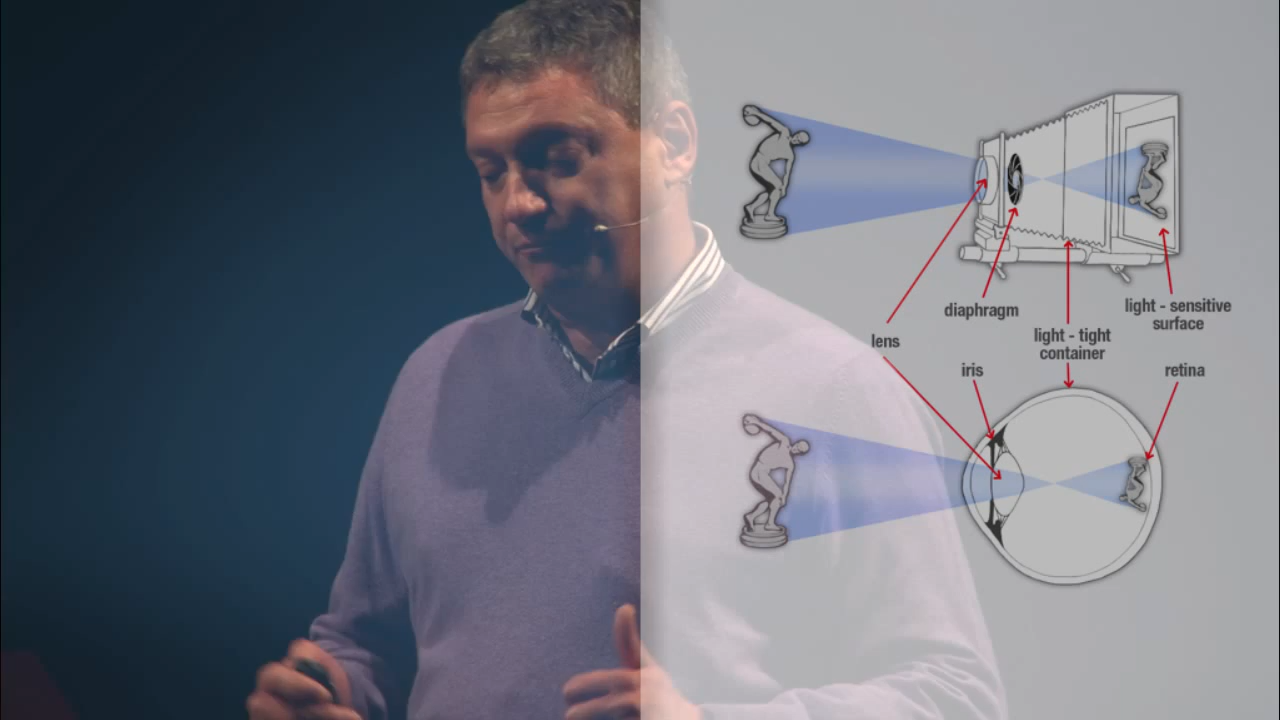 diaphragm
light - sensitive
surface
lens
light - tight
container
iris
retina